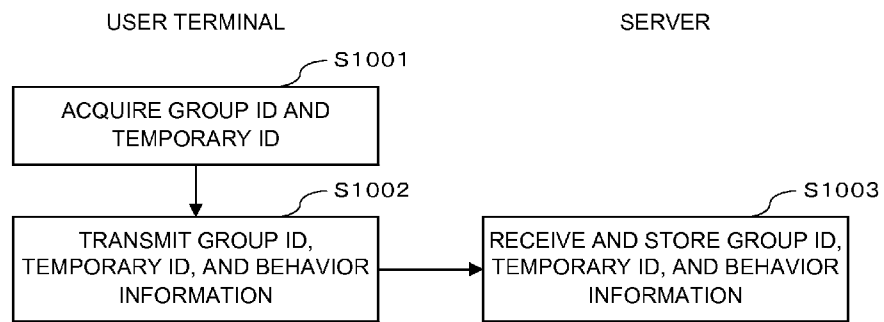 USER TERMINAL
SERVER
S1001
ACQUIRE GROUP ID AND
TEMPORARY ID
S1002
TRANSMIT GROUP ID,
TEMPORARY ID, AND BEHAVIOR
INFORMATION
S1003
RECEIVE AND STORE GROUP ID,
TEMPORARY ID, AND BEHAVIOR
INFORMATION